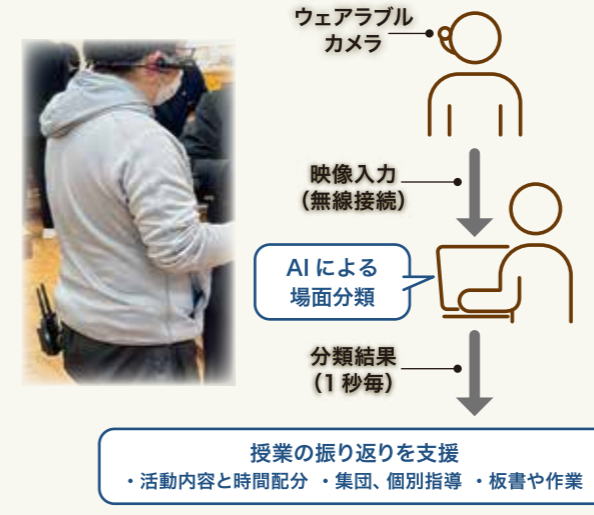 ウェアラブル
カメラ
映像入力
（無線接続）
AIによる
場面分類
分類結果
（1秒毎）
授業の振り返りを支援
・活動内容と時間配分 ・集団、個別指導 ・板書や作業